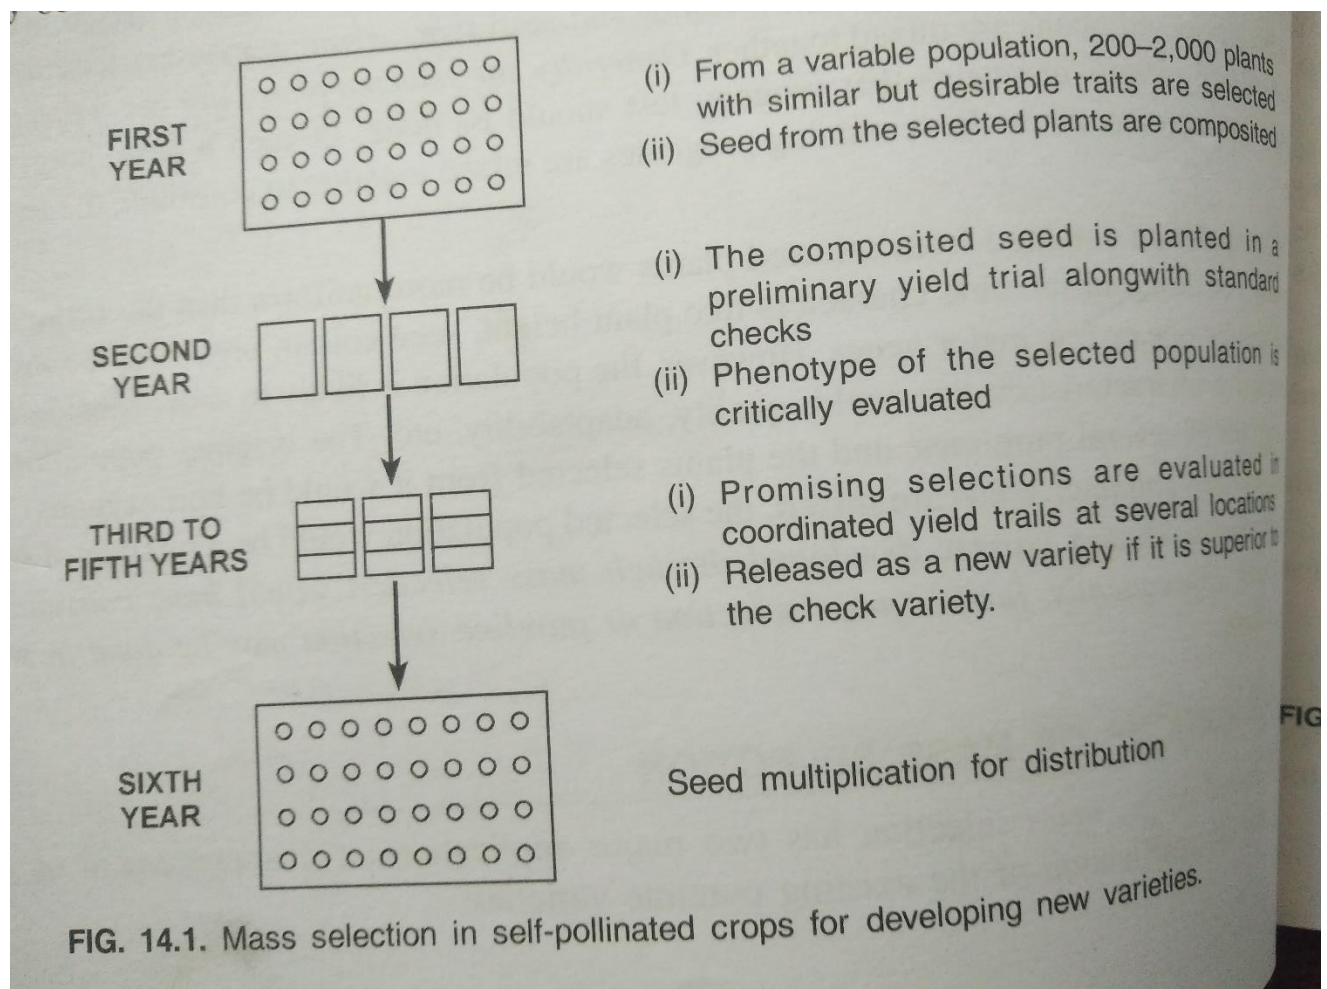 FIRST
YEAR
(i) From a variable population, 200–2,000 plants
with similar but desirable traits are selected
(ii) Seed from the selected plants are composited
SECOND
YEAR
(i) The composited seed is planted in a
preliminary yield trial alongwith standard
checks
(ii) Phenotype of the selected population is
critically evaluated
THIRD TO
FIFTH YEARS
(i) Promising selections are evaluated in
coordinated yield trails at several locations
(ii) Released as a new variety if it is superior to
the check variety.
SIXTH
YEAR
Seed multiplication for distribution
FIG. 14.1. Mass selection in self-pollinated crops for developing new varieties.
FIG